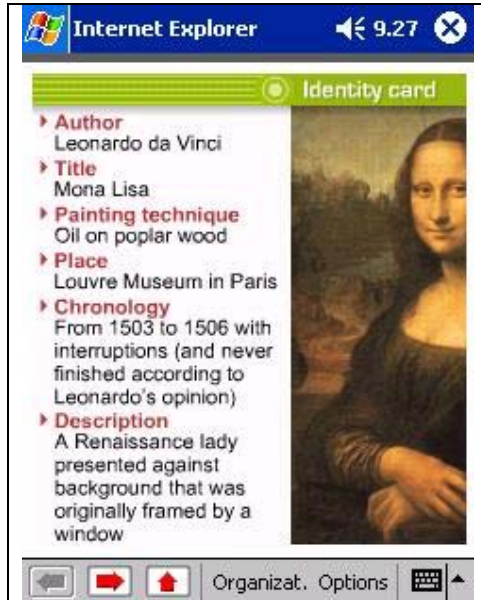 Internet Explorer 9.27
Identity card
Author
Leonardo da Vinci
Title
Mona Lisa
Painting technique
Oil on poplar wood
Place
Louvre Museum in Paris
Chronology
From 1503 to 1506 with
interruptions (and never
finished according to
Leonardo's opinion)
Description
A Renaissance lady
presented against
background that was
originally framed by a
window
Organizat. Options